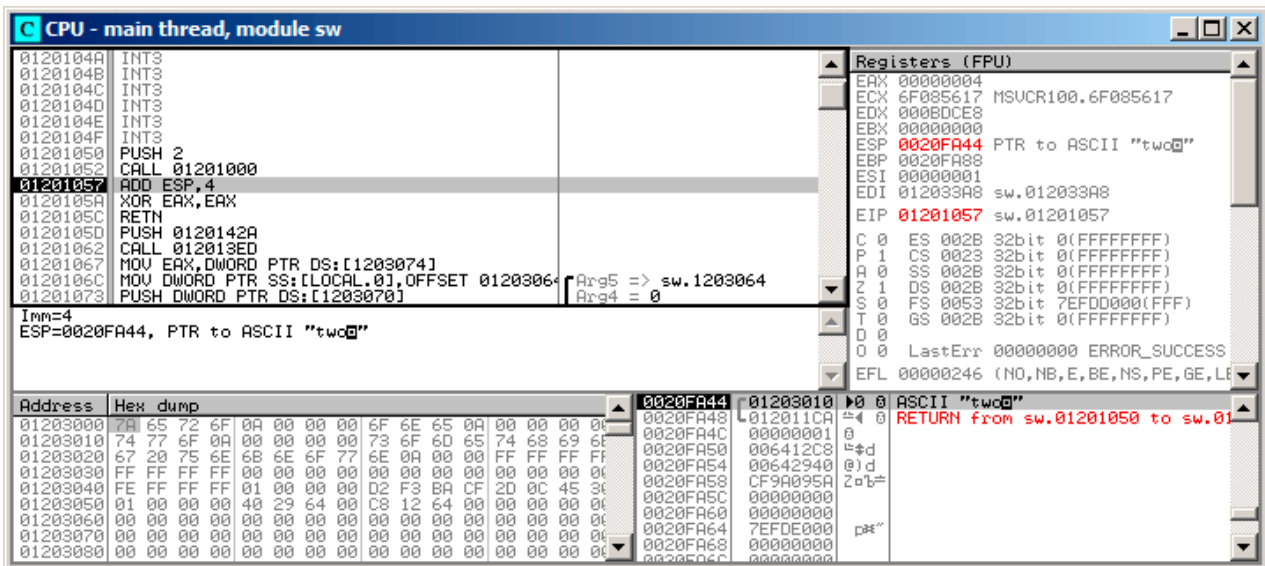 CPU - main thread, module sw
0120104A INT3
0120104B INT3
0120104C INT3
0120104D INT3
0120104E INT3
0120104F INT3
01201050 PUSH 2
01201052 CALL 01201000
01201057 ADD ESP,4
0120105A XOR EAX,EAX
0120105C RETN
0120105D PUSH 0120142A
01201062 CALL 012013ED
01201067 MOV EAX,DWORD PTR DS:[1203074]
0120106C MOV DWORD PTR SS:[LOCAL.0],OFFSET 01203064 Arg5 => sw.1203064
01201073 PUSH DWORD PTR DS:[1203070] Arg4 = 0
Imm=4
ESP=0020FA44, PTR to ASCII "two◙"
Registers (FPU)
EAX 00000004
ECX 6F085617 MSVCR100.6F085617
EDX 000BDCE8
EBX 00000000
ESP 0020FA44 PTR to ASCII "two◙"
EBP 0020FA88
ESI 00000001
EDI 012033A8 sw.012033A8
EIP 01201057 sw.01201057
C 0 ES 002B 32bit 0(FFFFFFFF)
P 1 CS 0023 32bit 0(FFFFFFFF)
A 0 SS 002B 32bit 0(FFFFFFFF)
Z 1 DS 002B 32bit 0(FFFFFFFF)
S 0 FS 0053 32bit 7EFDD000(FFF)
T 0 GS 002B 32bit 0(FFFFFFFF)
D 0
O 0 LastErr 00000000 ERROR_SUCCESS
EFL 00000246 (NO,NB,E,BE,NS,PE,GE,LE
Address Hex dump
01203000 7A 65 72 6F 0A 00 00 00 6F 6E 65 0A 00 00 00
01203010 74 77 6F 0A 00 00 00 00 73 6F 6D 65 74 68 69
01203020 67 20 75 6E 6B 6E 6F 77 6E 0A 00 00 FF FF FF
01203030 FF FF FF FF 00 00 00 00 00 00 00 00 00 00 00
01203040 FE FF FF FF 01 00 00 00 D2 F3 BA CF 2D 0C 45
01203050 01 00 00 00 40 29 64 00 C8 12 64 00 00 00 00
01203060 00 00 00 00 00 00 00 00 00 00 00 00 00 00 00
01203070 00 00 00 00 00 00 00 00 00 00 00 00 00 00 00
01203080 00 00 00 00 00 00 00 00 00 00 00 00 00 00 00
0020FA44 01203010 ►0 0 ASCII "two◙"
0020FA48 012011CA RETURN from sw.01201050 to sw.01
0020FA4C 00000001
0020FA50 006412C8
0020FA54 00642940 @)d
0020FA58 CF9A095A
0020FA5C 00000000
0020FA60 00000000
0020FA64 7EFDE000
0020FA68 00000000